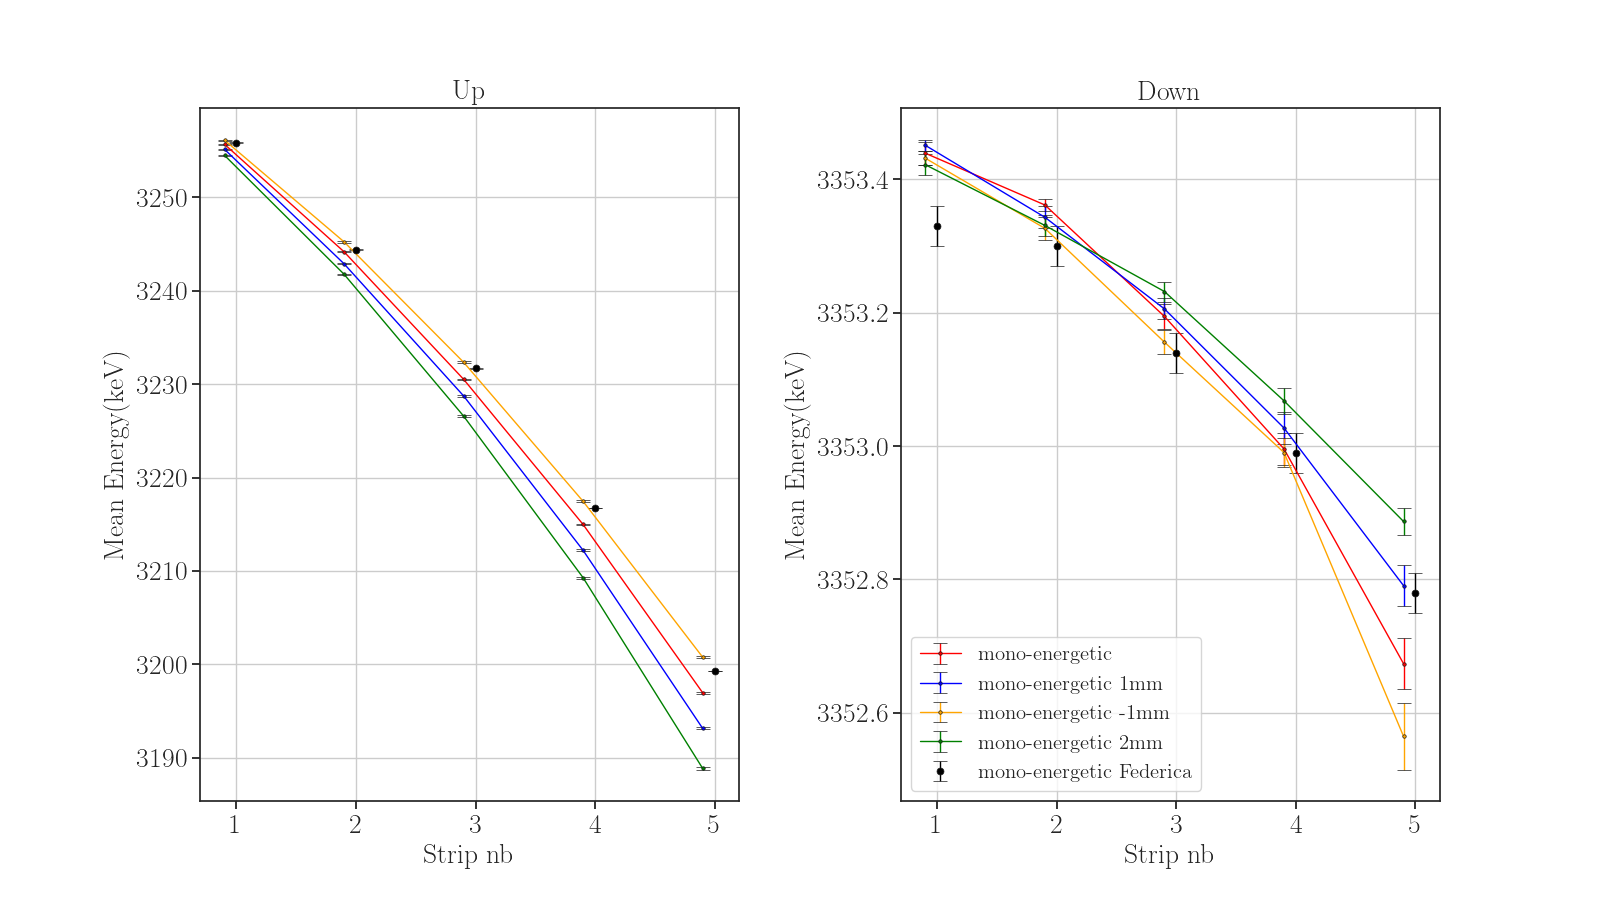 Up
Mean Energy(keV)
3250
3240
3230
3220
3210
3200
3190
1 2 3 4 5
Strip nb
Down
Mean Energy(keV)
3353.4
3353.2
3353.0
3352.8
3352.6
mono-energetic
mono-energetic 1mm
mono-energetic -1mm
mono-energetic 2mm
mono-energetic Federica
1 2 3 4 5
Strip nb